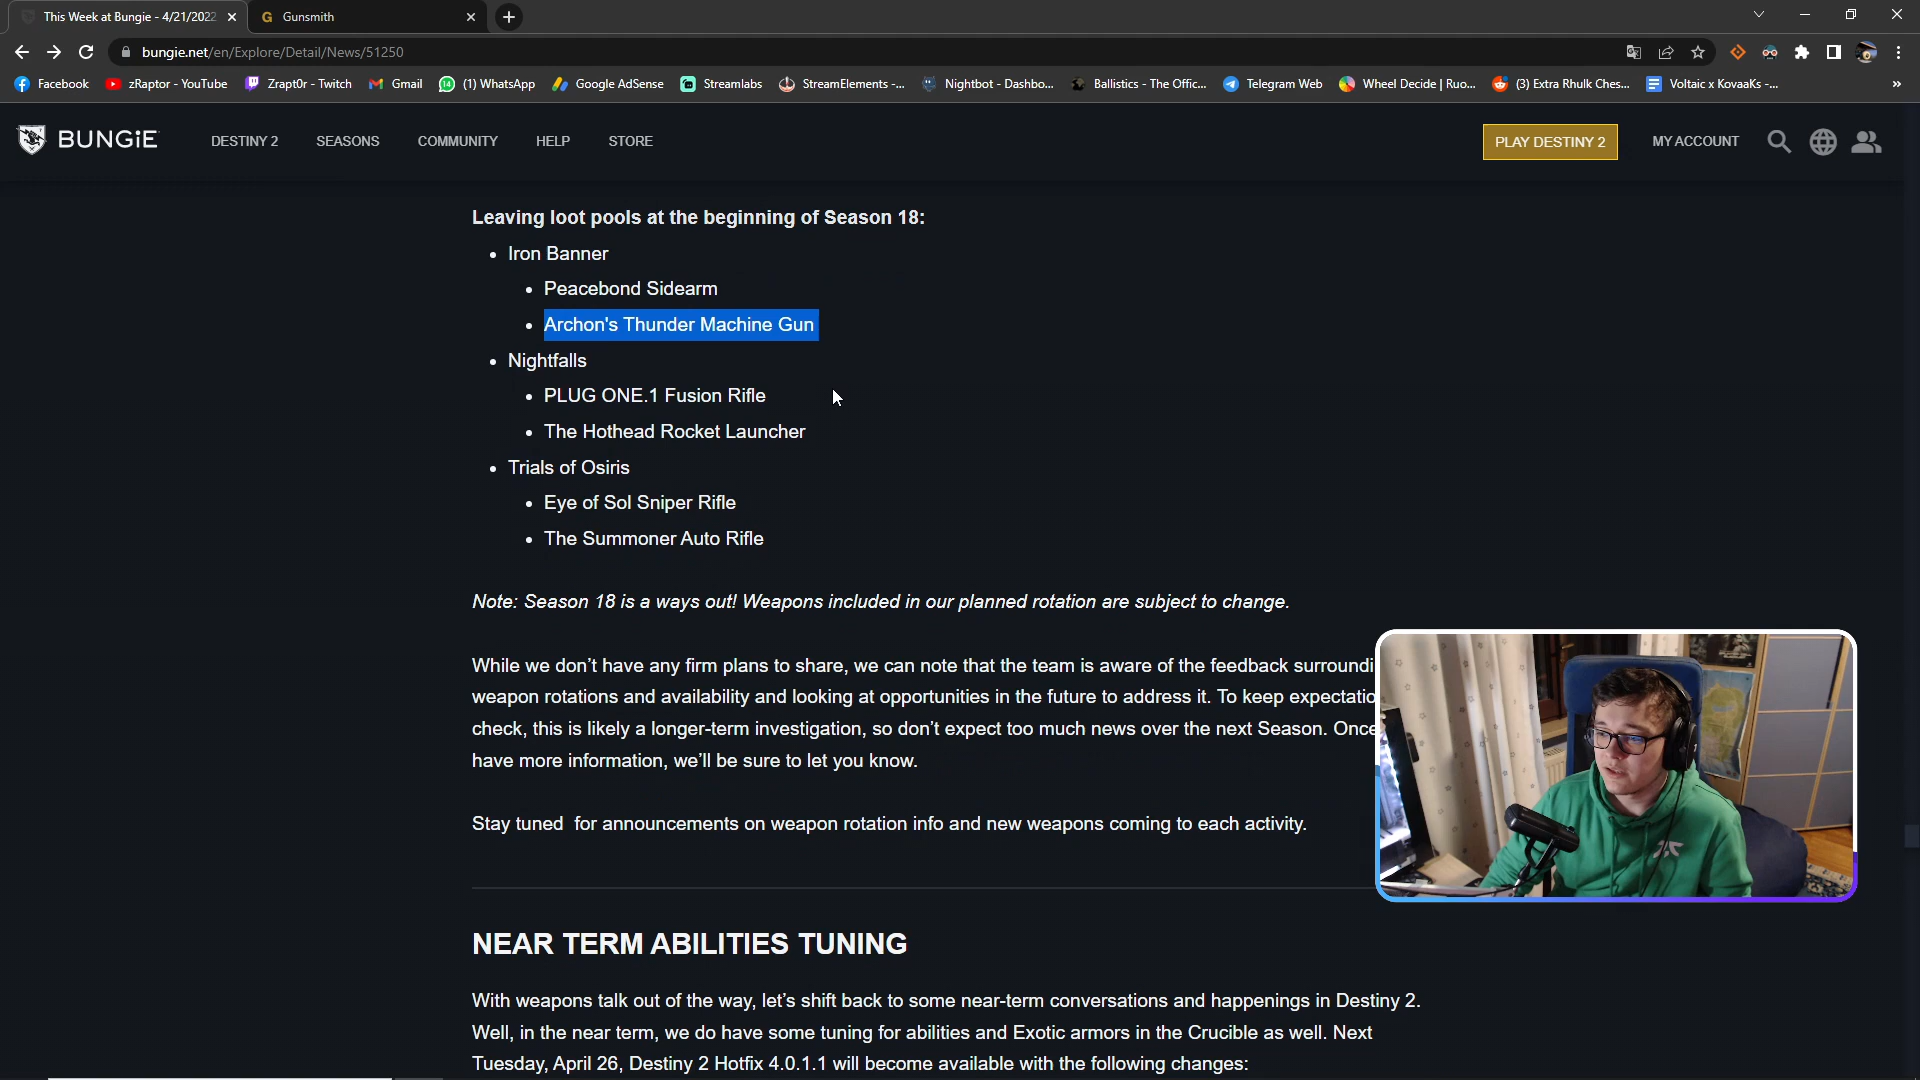 This Week at Bungie - 4/21/2022
Gunsmith
bungie.net/en/Explore/Detail/News/51250
Facebook
zRaptor - YouTube
Zrapt0r - Twitch
Gmail
(1) WhatsApp
Google AdSense
Streamlabs
StreamElements -...
Nightbot - Dashbo...
Ballistics - The Offic...
Telegram Web
Wheel Decide | Ruo...
(3) Extra Rhulk Ches...
Voltaic x KovaaKs -...
BUNGiE
DESTINY 2
SEASONS
COMMUNITY
HELP
STORE
PLAY DESTINY 2
MY ACCOUNT
Leaving loot pools at the beginning of Season 18:
Iron Banner
Peacebond Sidearm
Archon's Thunder Machine Gun
Nightfalls
PLUG ONE.1 Fusion Rifle
The Hothead Rocket Launcher
Trials of Osiris
Eye of Sol Sniper Rifle
The Summoner Auto Rifle
Note: Season 18 is a ways out! Weapons included in our planned rotation are subject to change.
While we don’t have any firm plans to share, we can note that the team is aware of the feedback surroundi
weapon rotations and availability and looking at opportunities in the future to address it. To keep expectatio
check, this is likely a longer-term investigation, so don’t expect too much news over the next Season. Once
have more information, we’ll be sure to let you know.
Stay tuned for announcements on weapon rotation info and new weapons coming to each activity.
NEAR TERM ABILITIES TUNING
With weapons talk out of the way, let’s shift back to some near-term conversations and happenings in Destiny 2.
Well, in the near term, we do have some tuning for abilities and Exotic armors in the Crucible as well. Next
Tuesday, April 26, Destiny 2 Hotfix 4.0.1.1 will become available with the following changes: